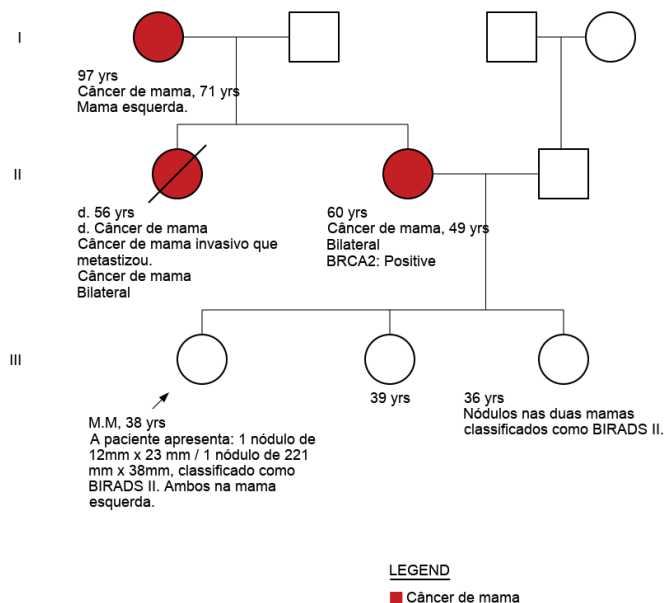 I
97 yrs
Câncer de mama, 71 yrs
Mama esquerda.
II
d. 56 yrs
d. Câncer de mama
Câncer de mama invasivo que
metastizou.
Câncer de mama
Bilateral
60 yrs
Câncer de mama, 49 yrs
Bilateral
BRCA2: Positive
III
M.M, 38 yrs
A paciente apresenta: 1 nódulo de
12mm x 23 mm / 1 nódulo de 221
mm x 38mm, classificado como
BIRADS II. Ambos na mama
esquerda.
39 yrs
36 yrs
Nódulos nas duas mamas
classificados como BIRADS II.
LEGEND
Câncer de mama